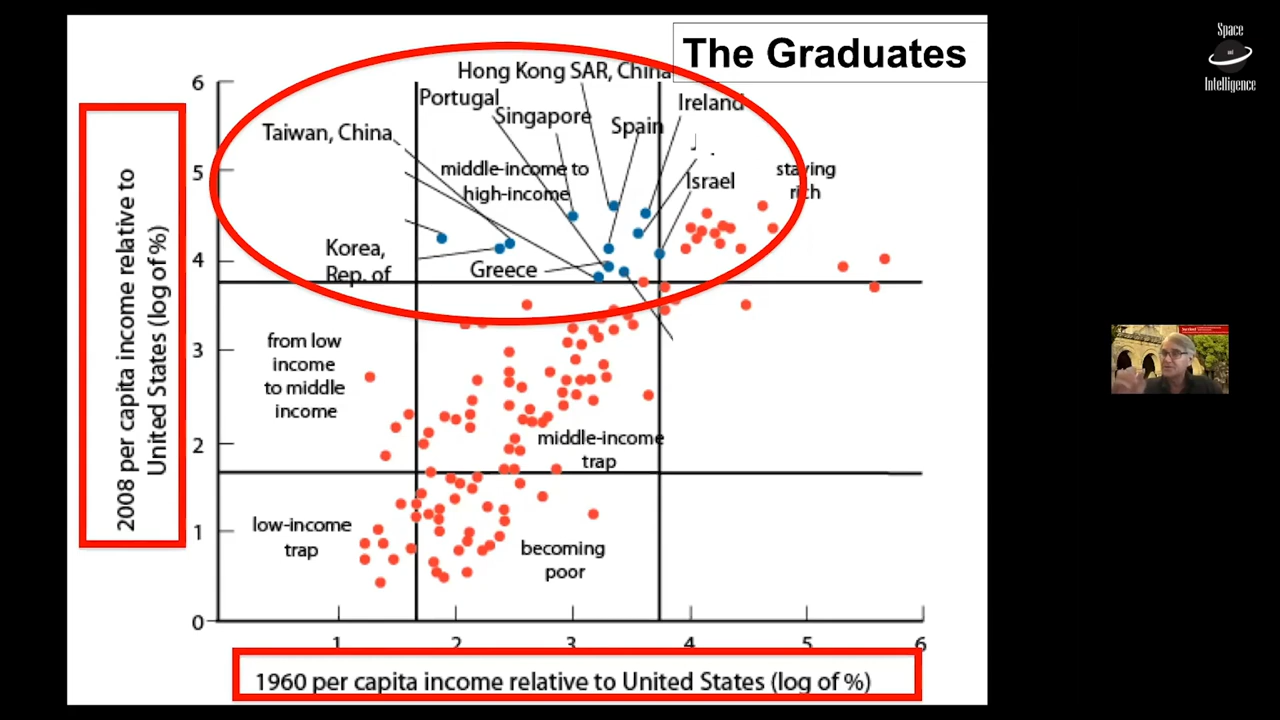 The Graduates
Space
and
Intelligence
Hong Kong SAR, China
Portugal
Singapore
Spain
Ireland
Taiwan, China
middle-income to
high-income
Israel
staying
rich
Korea,
Rep. of
Greece
from low
income
to middle
income
middle-income
trap
low-income
trap
becoming
poor
2008 per capita income relative to
United States (log of %)
6
5
4
3
2
1
0
1
2
3
4
5
6
1960 per capita income relative to United States (log of %)